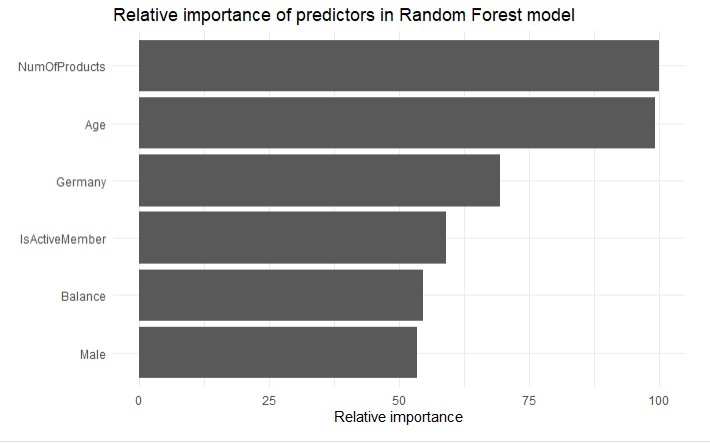 Relative importance of predictors in Random Forest model
NumOfProducts
Age
Germany
IsActiveMember
Balance
Male
0 25 50 75 100
Relative importance